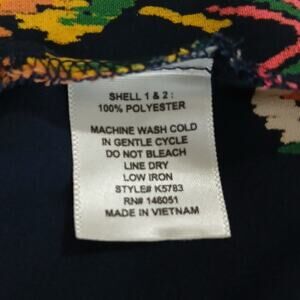 SHELL 1 & 2 :
100% POLYESTER
MACHINE WASH COLD
IN GENTLE CYCLE
DO NOT BLEACH
LINE DRY
LOW IRON
STYLE# K5783
RN# 146051
MADE IN VIETNAM